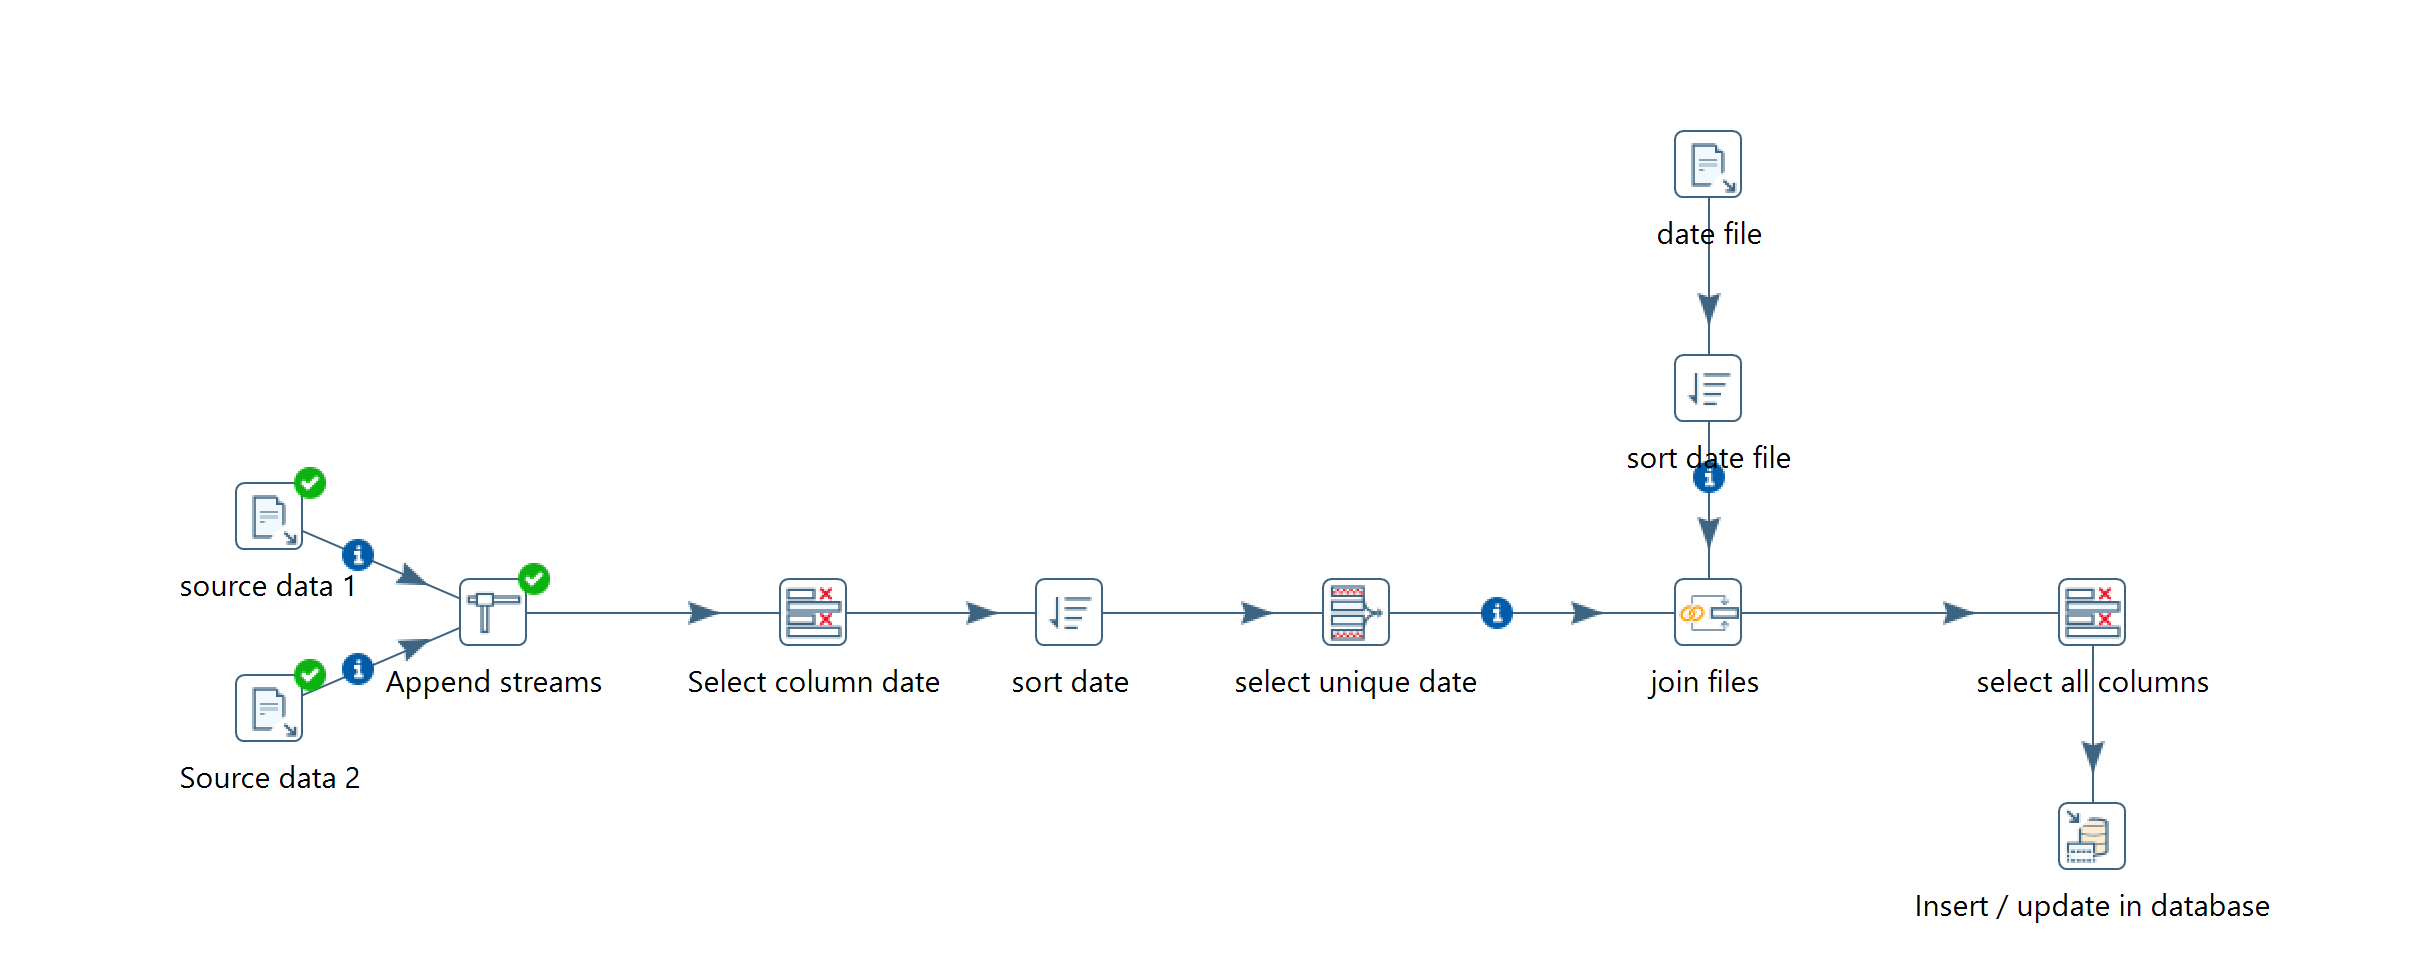 date file
sort date file
source data 1
Append streams
Select column date
sort date
select unique date
join files
select all columns
Source data 2
Insert / update in database